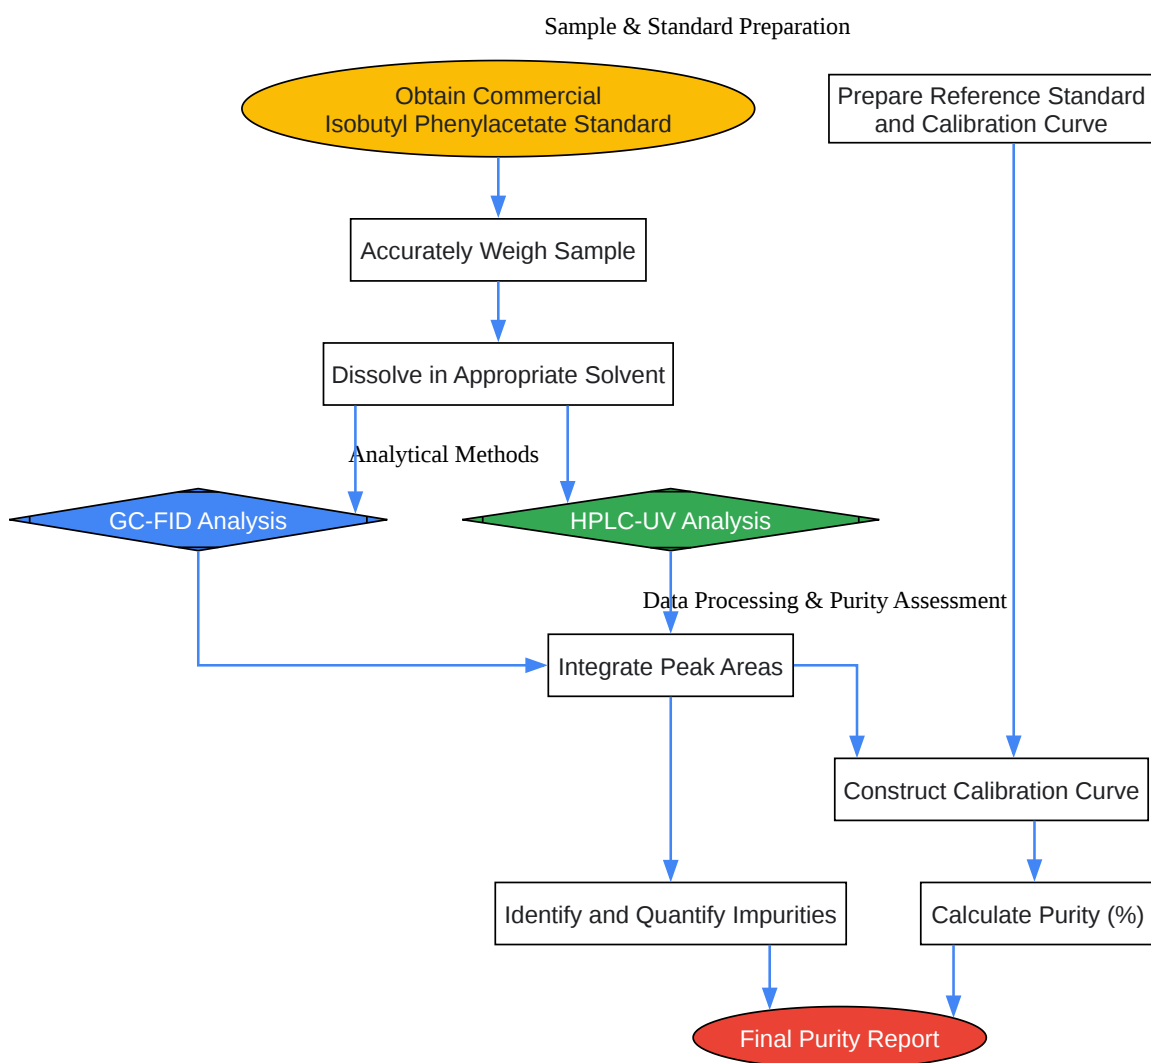 Sample & Standard Preparation
Obtain Commercial
Isobutyl Phenylacetate Standard
Prepare Reference Standard
and Calibration Curve
Accurately Weigh Sample
Dissolve in Appropriate Solvent
Analytical Methods
GC-FID Analysis
HPLC-UV Analysis
Data Processing & Purity Assessment
Integrate Peak Areas
Construct Calibration Curve
Identify and Quantify Impurities
Calculate Purity (%)
Final Purity Report